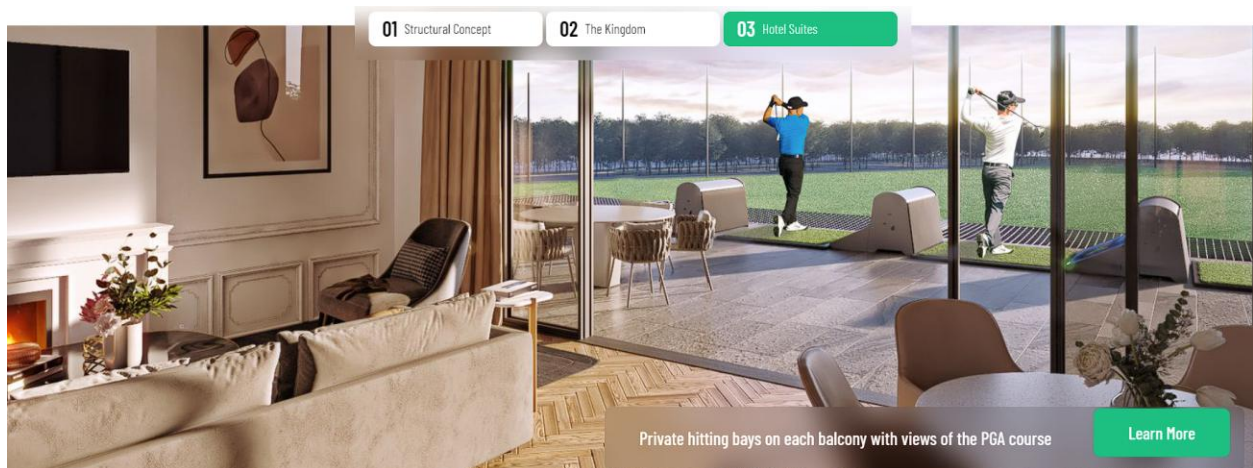 01 Structural Concept
02 The Kingdom
03 Hotel Suites
Private hitting bays on each balcony with views of the PGA course
Learn More